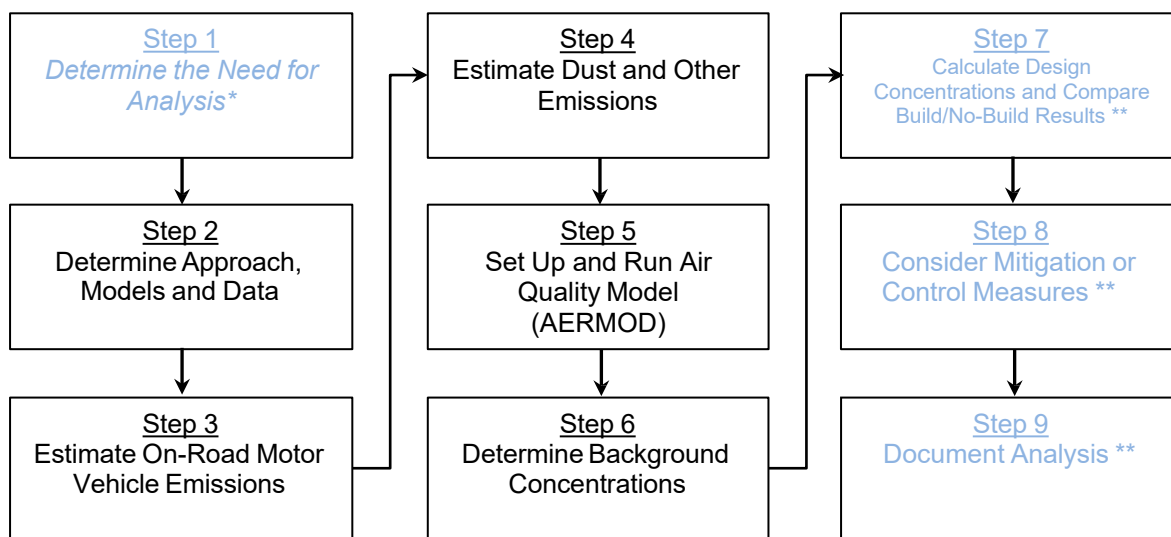 Step 1
Determine the Need for
Analysis*
Step 2
Determine Approach,
Models and Data
Step 3
Estimate On-Road Motor
Vehicle Emissions
Step 4
Estimate Dust and Other
Emissions
Step 5
Set Up and Run Air
Quality Model
(AERMOD)
Step 6
Determine Background
Concentrations
Step 7
Calculate Design
Concentrations and Compare
Build/No-Build Results **
Step 8
Consider Mitigation or
Control Measures **
Step 9
Document Analysis **